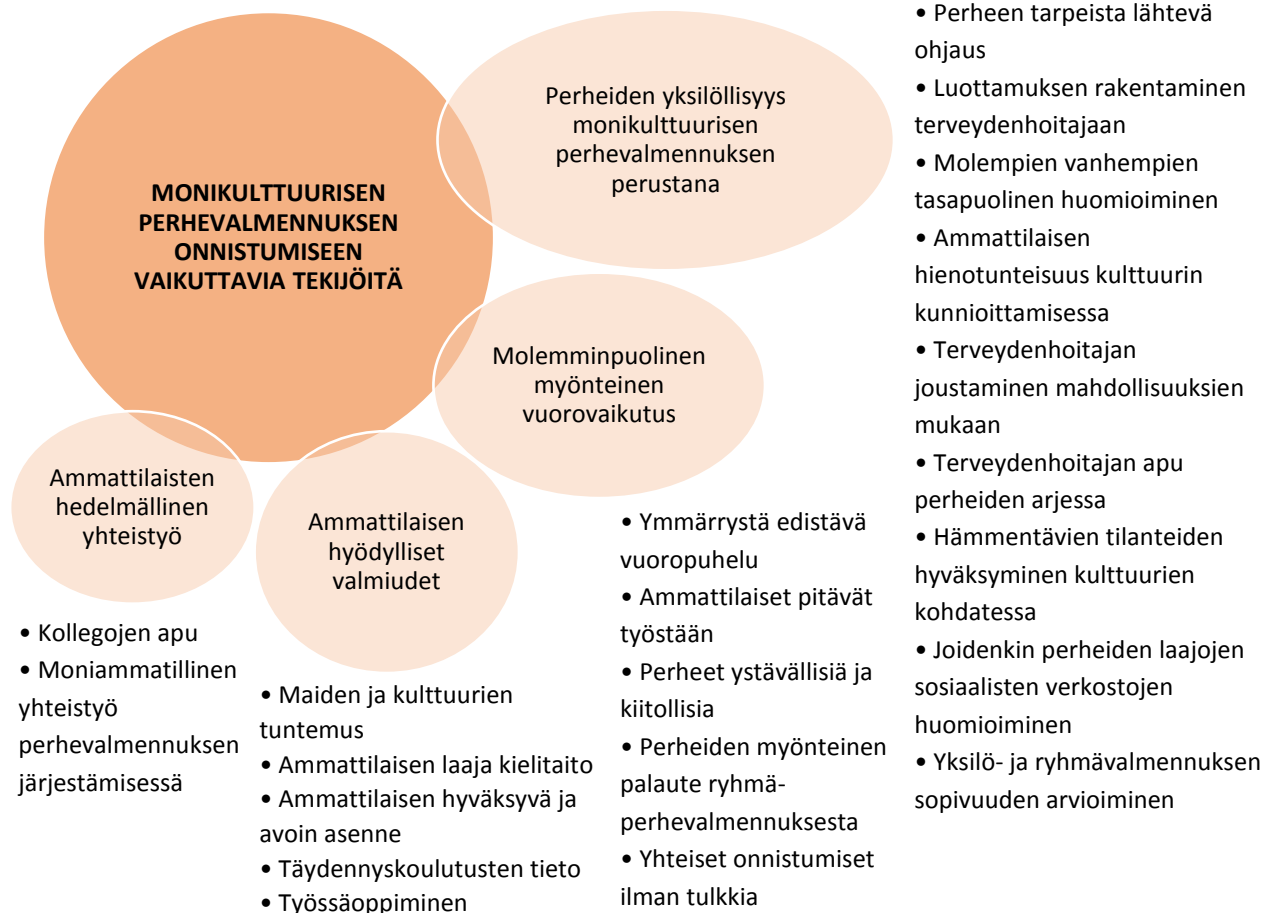 MONIKULTTUURISEN
PERHEVALMENNUKSEN
ONNISTUMISEEN
VAIKUTTAVIA TEKIJÖITÄ
Perheiden yksilöllisyys
monikulttuurisen
perhevalmennuksen
perustana
• Perheen tarpeista lähtevä
ohjaus
• Luottamuksen rakentaminen
terveydenhoitajaan
• Molempien vanhempien
tasapuolinen huomioiminen
• Ammattilaisen
hienotunteisuus kulttuurin
kunnioittamisessa
• Terveydenhoitajan
joustaminen mahdollisuuksien
mukaan
• Terveydenhoitajan apu
perheiden arjessa
• Hämmentävien tilanteiden
hyväksyminen kulttuurien
kohdatessa
• Joidenkin perheiden laajojen
sosiaalisten verkostojen
huomioiminen
• Yksilö- ja ryhmävalmennuksen
sopivuuden arvioiminen
Molemminpuolinen
myönteinen
vuorovaikutus
• Ymmärrystä edistävä
vuoropuhelu
• Ammattilaiset pitävät
työstään
• Perheet ystävällisiä ja
kiitollisia
• Perheiden myönteinen
palaute ryhmä-
perhevalmennuksesta
• Yhteiset onnistumiset
ilman tulkkia
Ammattilaisen
hyödylliset
valmiudet
• Maiden ja kulttuurien
tuntemus
• Ammattilaisen laaja kielitaito
• Ammattilaisen hyväksyvä ja
avoin asenne
• Täydennyskoulutusten tieto
• Työssäoppiminen
Ammattilaisten
hedelmällinen
yhteistyö
• Kollegojen apu
• Moniammatillinen
yhteistyö
perhevalmennuksen
järjestämisessä